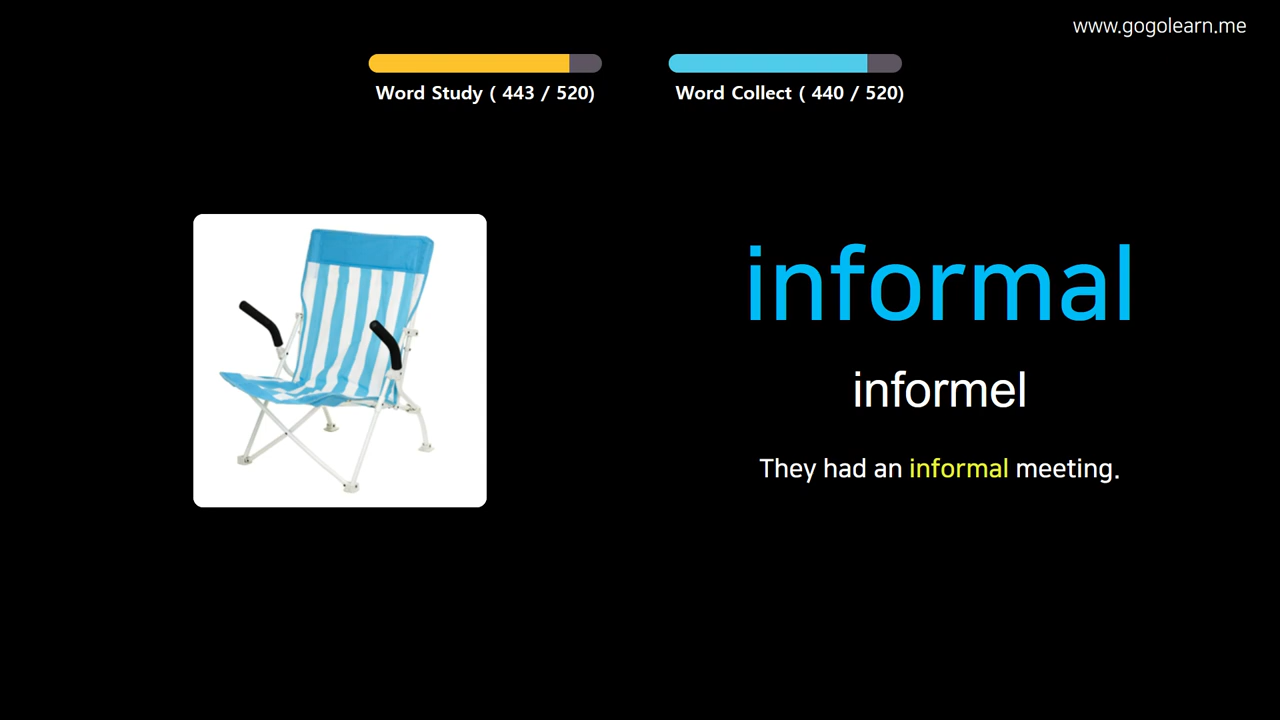 www.gogolearn.me
Word Study ( 443 / 520)
Word Collect ( 440 / 520)
informal
informel
They had an informal meeting.